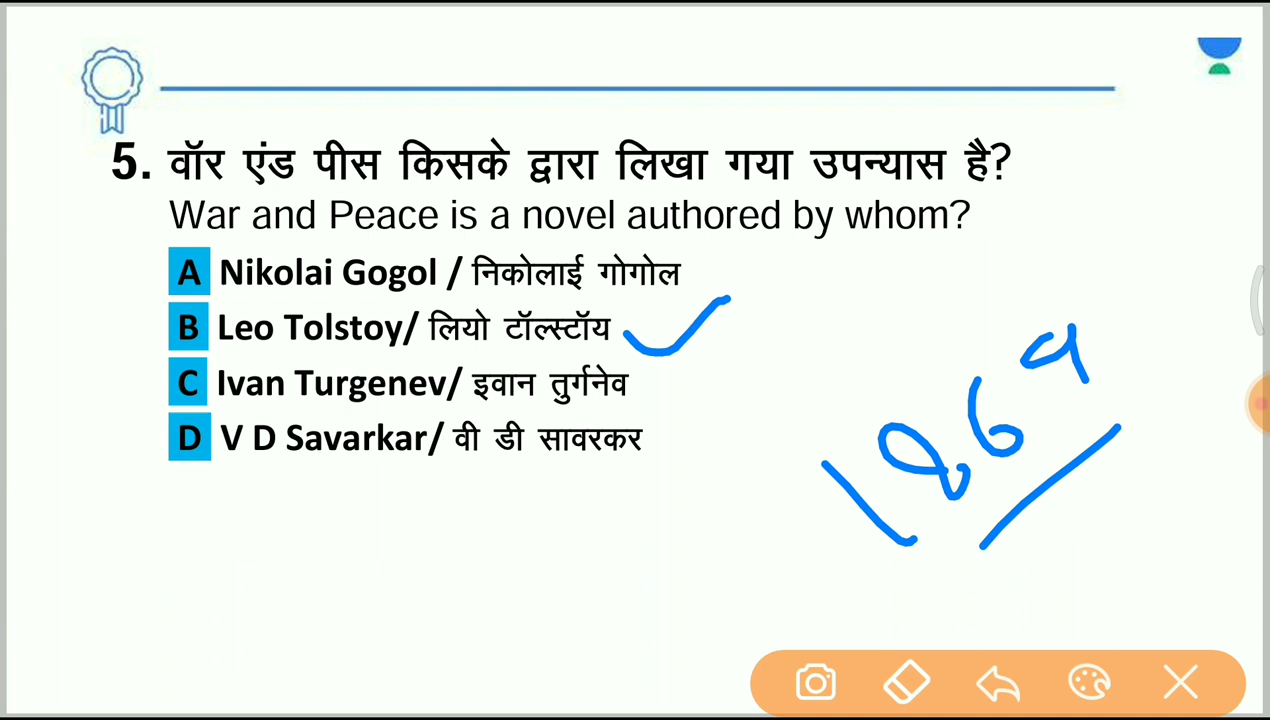 5. वॉर एंड पीस किसके द्वारा लिखा गया उपन्यास है?
War and Peace is a novel authored by whom?
A Nikolai Gogol / निकोलाई गोगोल
B Leo Tolstoy/ लियो टॉल्स्टॉय
C Ivan Turgenev/ इवान तुर्गनेव
D V D Savarkar/ वी डी सावरकर
1869